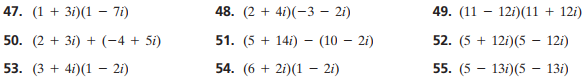 47. (1 + 3i)(1 − 7i) 48. (2 + 4i)(−3 − 2i) 49. (11 − 12i)(11 + 12i)
50. (2 + 3i) + (−4 + 5i) 51. (5 + 14i) − (10 − 2i) 52. (5 + 12i)(5 − 12i)
53. (3 + 4i)(1 − 2i) 54. (6 + 2i)(1 − 2i) 55. (5 − 13i)(5 − 13i)